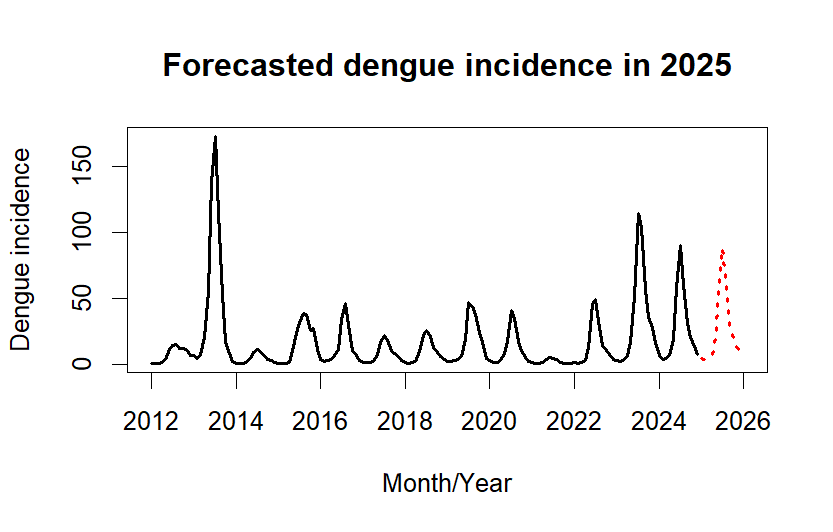 Forecasted dengue incidence in 2025
Dengue incidence
150
100
50
0
2012 2014 2016 2018 2020 2022 2024 2026
Month/Year